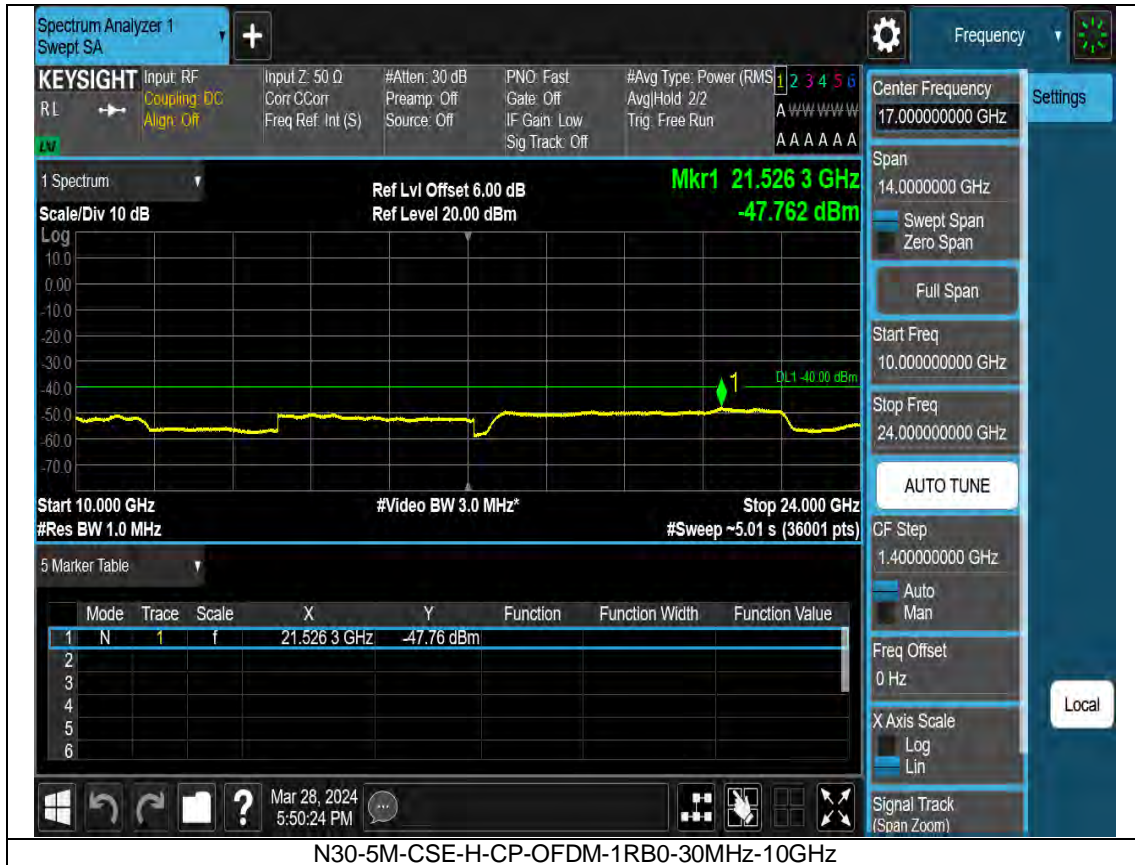 Spectrum Analyzer 1
Swept SA
+
Frequency
KEYSIGHT
RL
LXI
Input: RF
Coupling: DC
Align: Off
Input Z: 50 Ω
Corr CCorr
Freq Ref: Int (S)
#Atten: 30 dB
Preamp: Off
Source: Off
PNO: Fast
Gate: Off
IF Gain: Low
Sig Track: Off
#Avg Type: Power (RMS
Avg|Hold: 2/2
Trig: Free Run
1 2 3 4 5 6
A W W W W W
A A A A A A
1 Spectrum
Scale/Div 10 dB
Ref Lvl Offset 6.00 dB
Ref Level 20.00 dBm
Mkr1 21.526 3 GHz
-47.762 dBm
Log
10.0
0.00
-10.0
-20.0
-30.0
-40.0
-50.0
-60.0
-70.0
DL1 -40.00 dBm
1
Start 10.000 GHz
#Res BW 1.0 MHz
#Video BW 3.0 MHz*
Stop 24.000 GHz
#Sweep ~5.01 s (36001 pts)
5 Marker Table
Mode Trace Scale X Y Function Function Width Function Value
1 N 1 f 21.526 3 GHz -47.76 dBm
2
3
4
5
6
Mar 28, 2024
5:50:24 PM
?
Center Frequency
17.000000000 GHz
Settings
Span
14.0000000 GHz
Swept Span
Zero Span
Full Span
Start Freq
10.000000000 GHz
Stop Freq
24.000000000 GHz
AUTO TUNE
CF Step
1.400000000 GHz
Auto
Man
Freq Offset
0 Hz
X Axis Scale
Log
Lin
Local
Signal Track
(Span Zoom)
N30-5M-CSE-H-CP-OFDM-1RB0-30MHz-10GHz